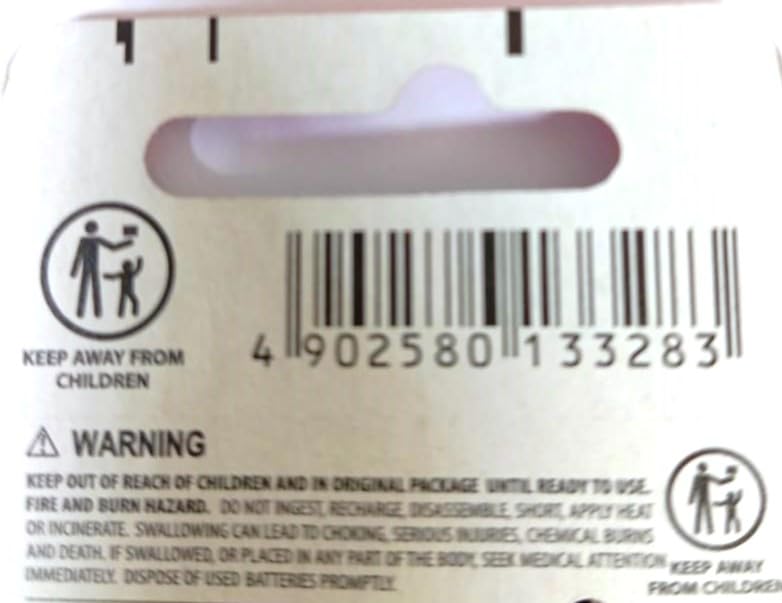 KEEP AWAY FROM
CHILDREN
4 902580 133283
⚠ WARNING
KEEP OUT OF REACH OF CHILDREN AND IN ORIGINAL PACKAGE UNTIL READY TO USE.
FIRE AND BURN HAZARD. DO NOT INGEST, RECHARGE, DISASSEMBLE, SHORT, APPLY HEAT
OR INCINERATE. SWALLOWING CAN LEAD TO CHOKING, SERIOUS INJURIES, CHEMICAL BURNS
AND DEATH. IF SWALLOWED, OR PLACED IN ANY PART OF THE BODY, SEEK MEDICAL ATTENTION
IMMEDIATELY. DISPOSE OF USED BATTERIES PROMPTLY.
KEEP AWAY
FROM CHILDREN